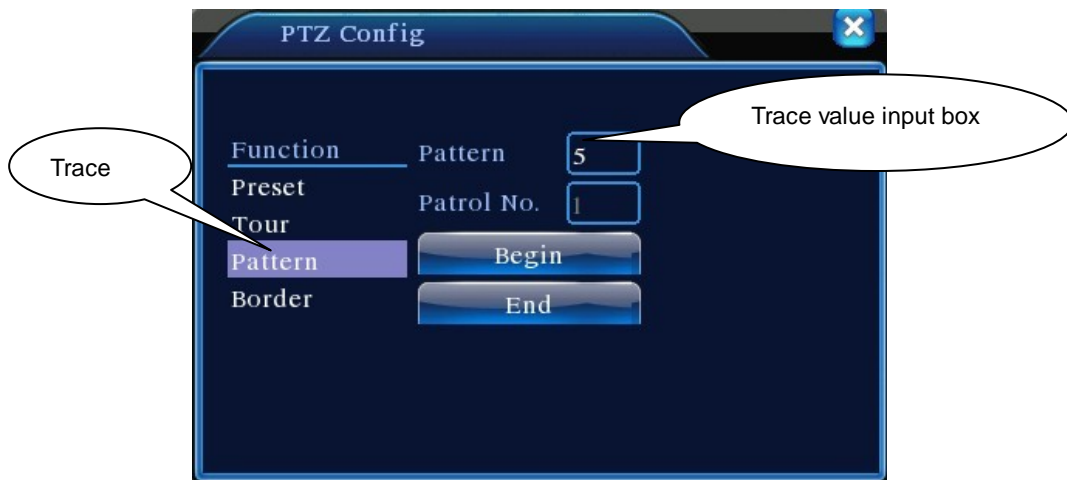 PTZ Config
Trace value input box
Trace
Function
Preset
Tour
Pattern
Border
Pattern 5
Patrol No. 1
Begin
End